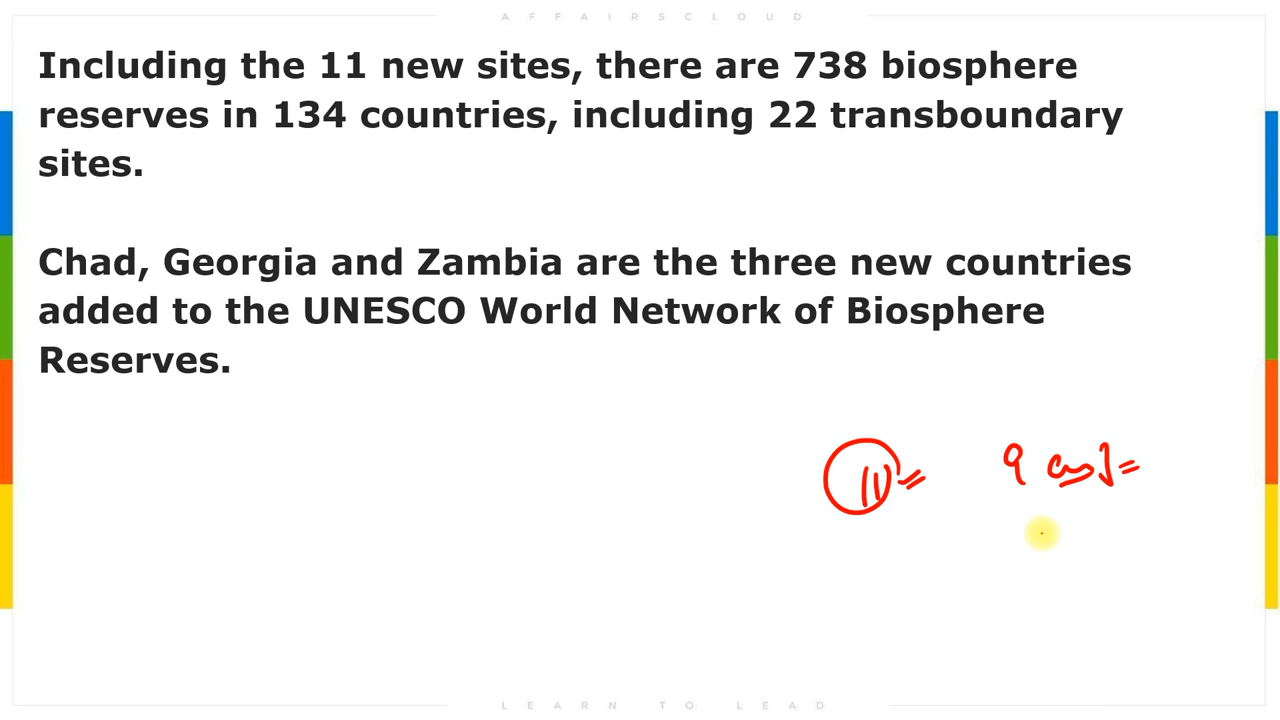 AFFAIRSCLOUD
Including the 11 new sites, there are 738 biosphere
reserves in 134 countries, including 22 transboundary
sites.
Chad, Georgia and Zambia are the three new countries
added to the UNESCO World Network of Biosphere
Reserves.
11 9
LEARN TO LEAD